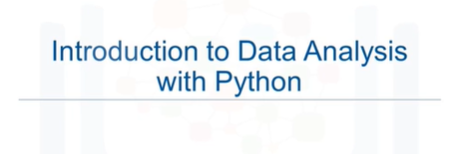 Introduction to Data Analysis
with Python